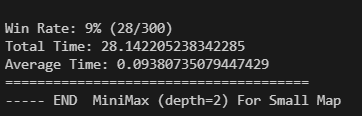 Win Rate: 9% (28/300)
Total Time: 28.142205238342285
Average Time: 0.09380735079447429
=====================================
----- END  MiniMax (depth=2) For Small Map